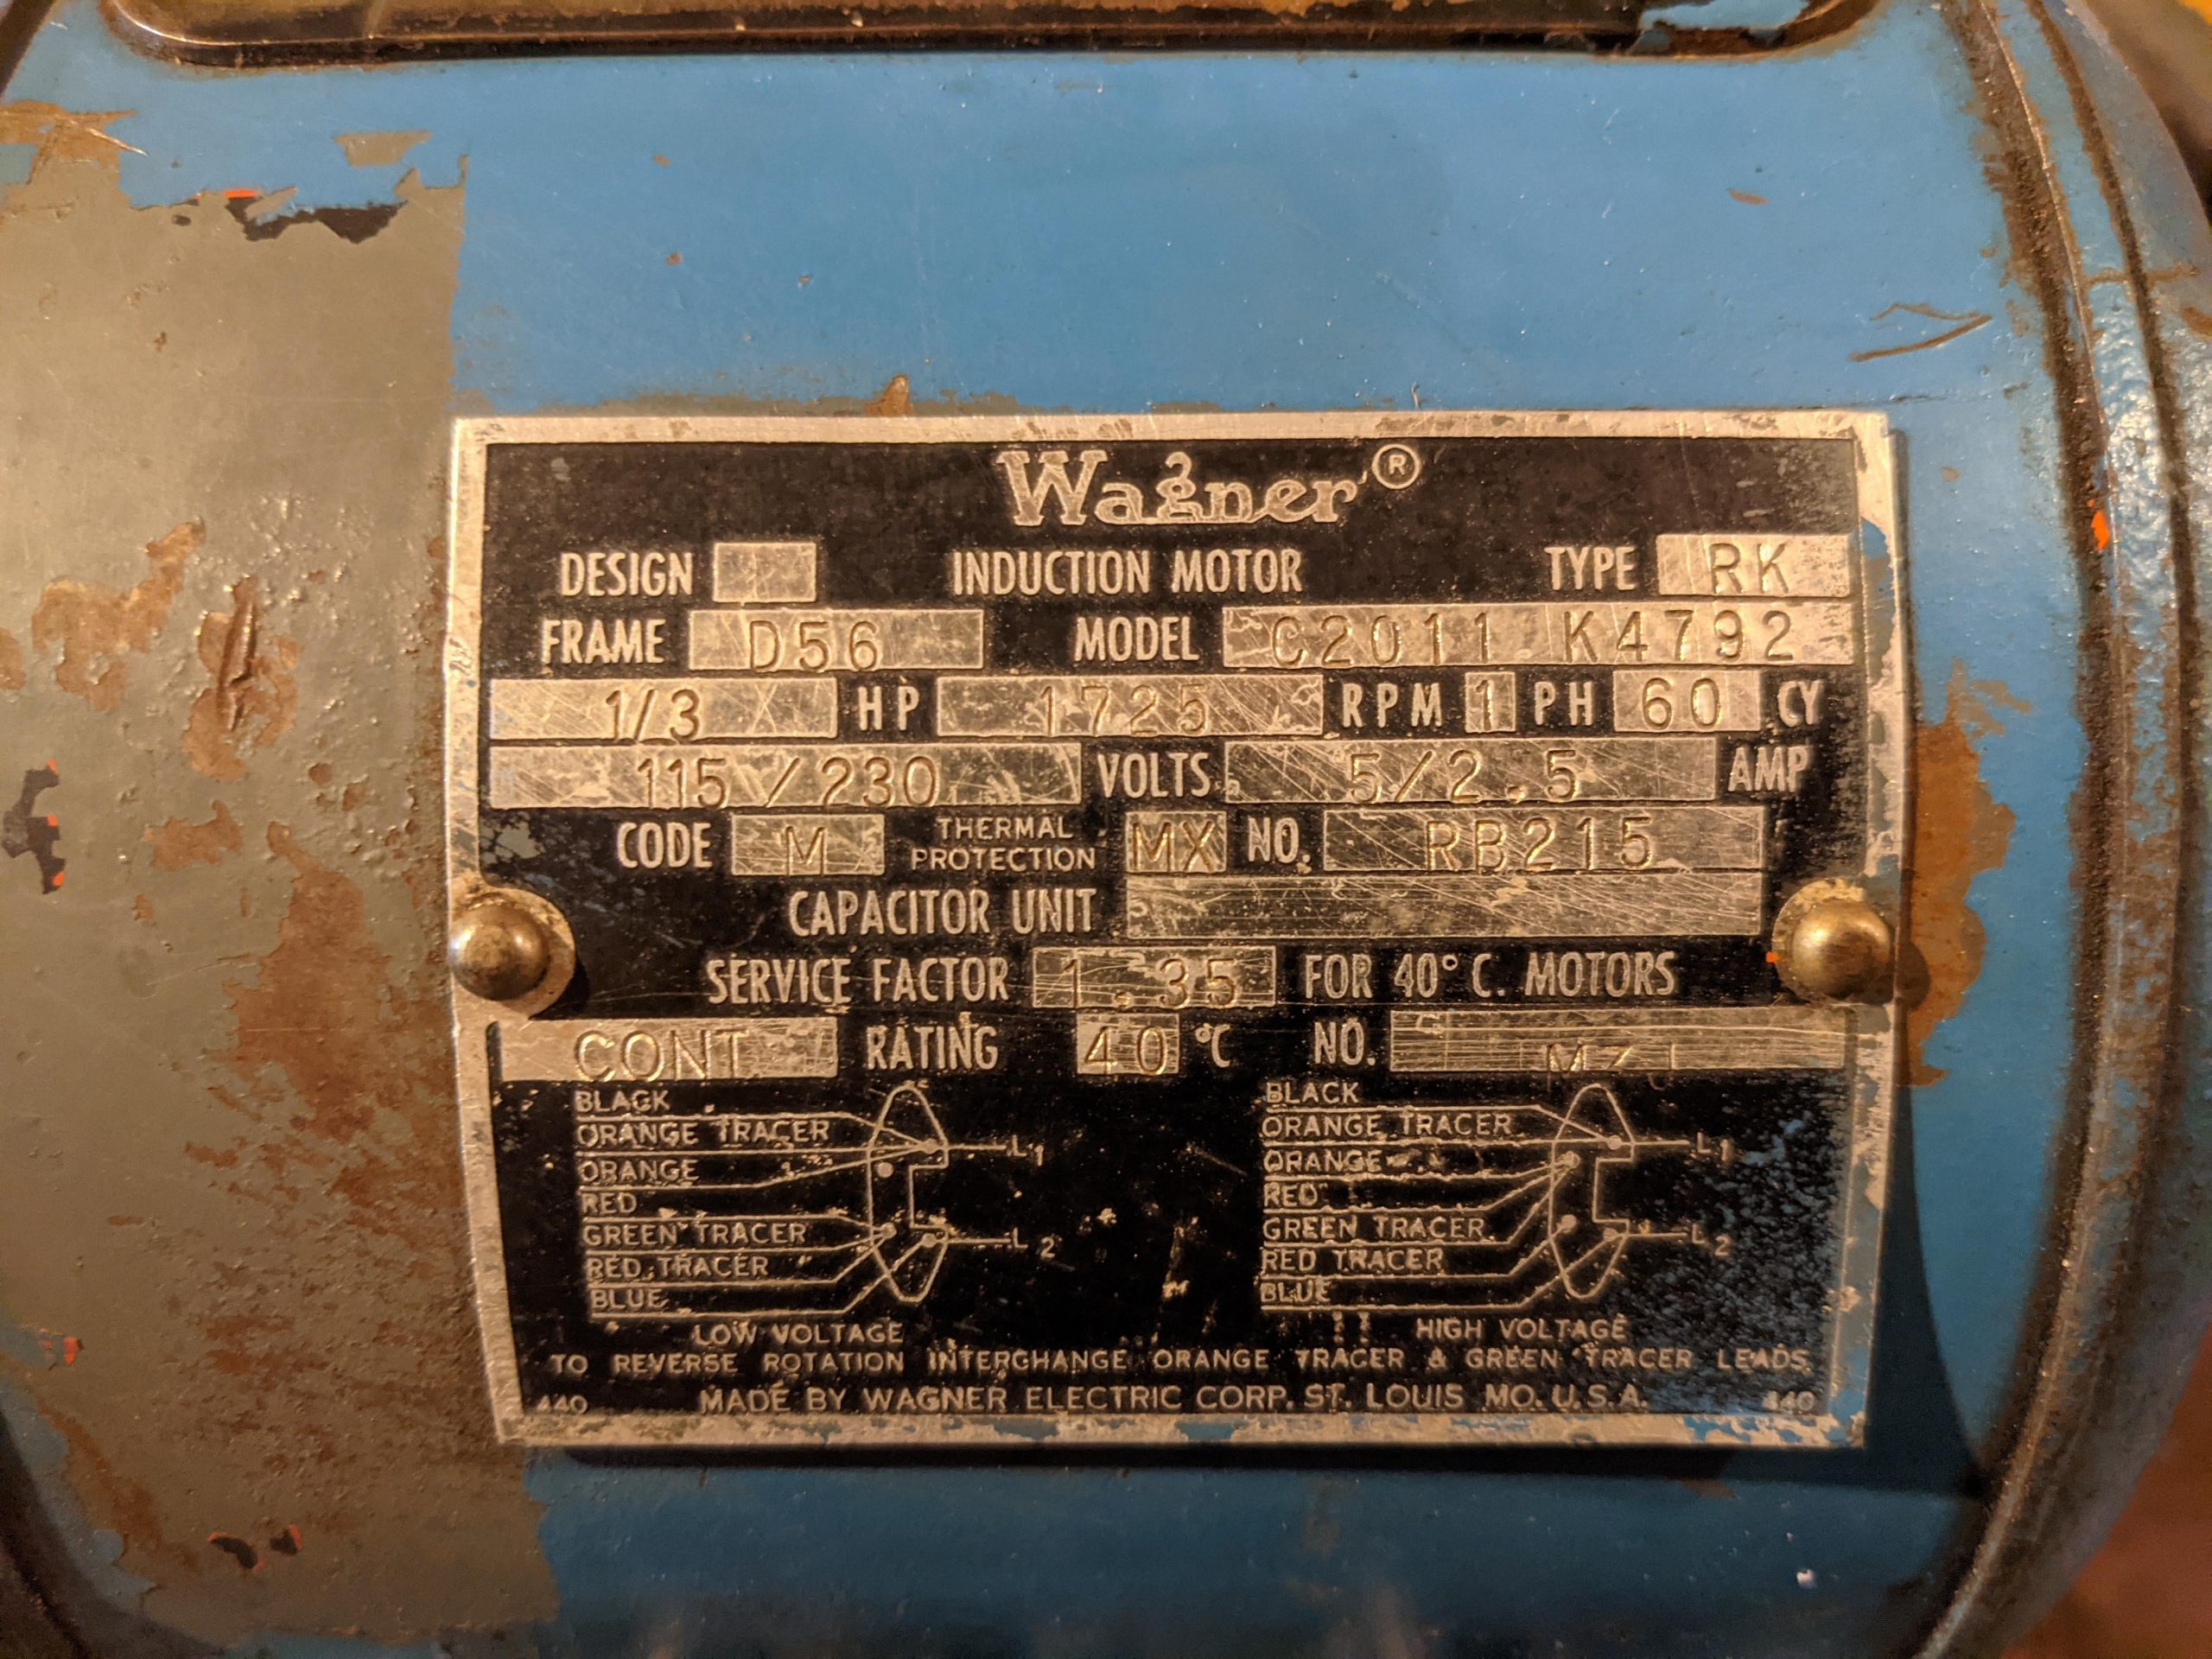 Wagner ®
DESIGN INDUCTION MOTOR TYPE RK
FRAME D56 MODEL C2011 K4792
1/3 HP 1725 RPM 1 PH 60 CY
115/230 VOLTS 5/2.5 AMP
CODE M THERMAL PROTECTION MX NO. RB215
CAPACITOR UNIT
SERVICE FACTOR 1.35 FOR 40° C. MOTORS
CONT RATING 40 °C NO.
BLACK
ORANGE TRACER
ORANGE
RED
GREEN TRACER
RED TRACER
BLUE
L1
L2
LOW VOLTAGE
BLACK
ORANGE TRACER
ORANGE
RED
GREEN TRACER
RED TRACER
BLUE
L1
L2
HIGH VOLTAGE
TO REVERSE ROTATION INTERCHANGE ORANGE TRACER & GREEN TRACER LEADS.
440 MADE BY WAGNER ELECTRIC CORP. ST. LOUIS MO. U.S.A. 440